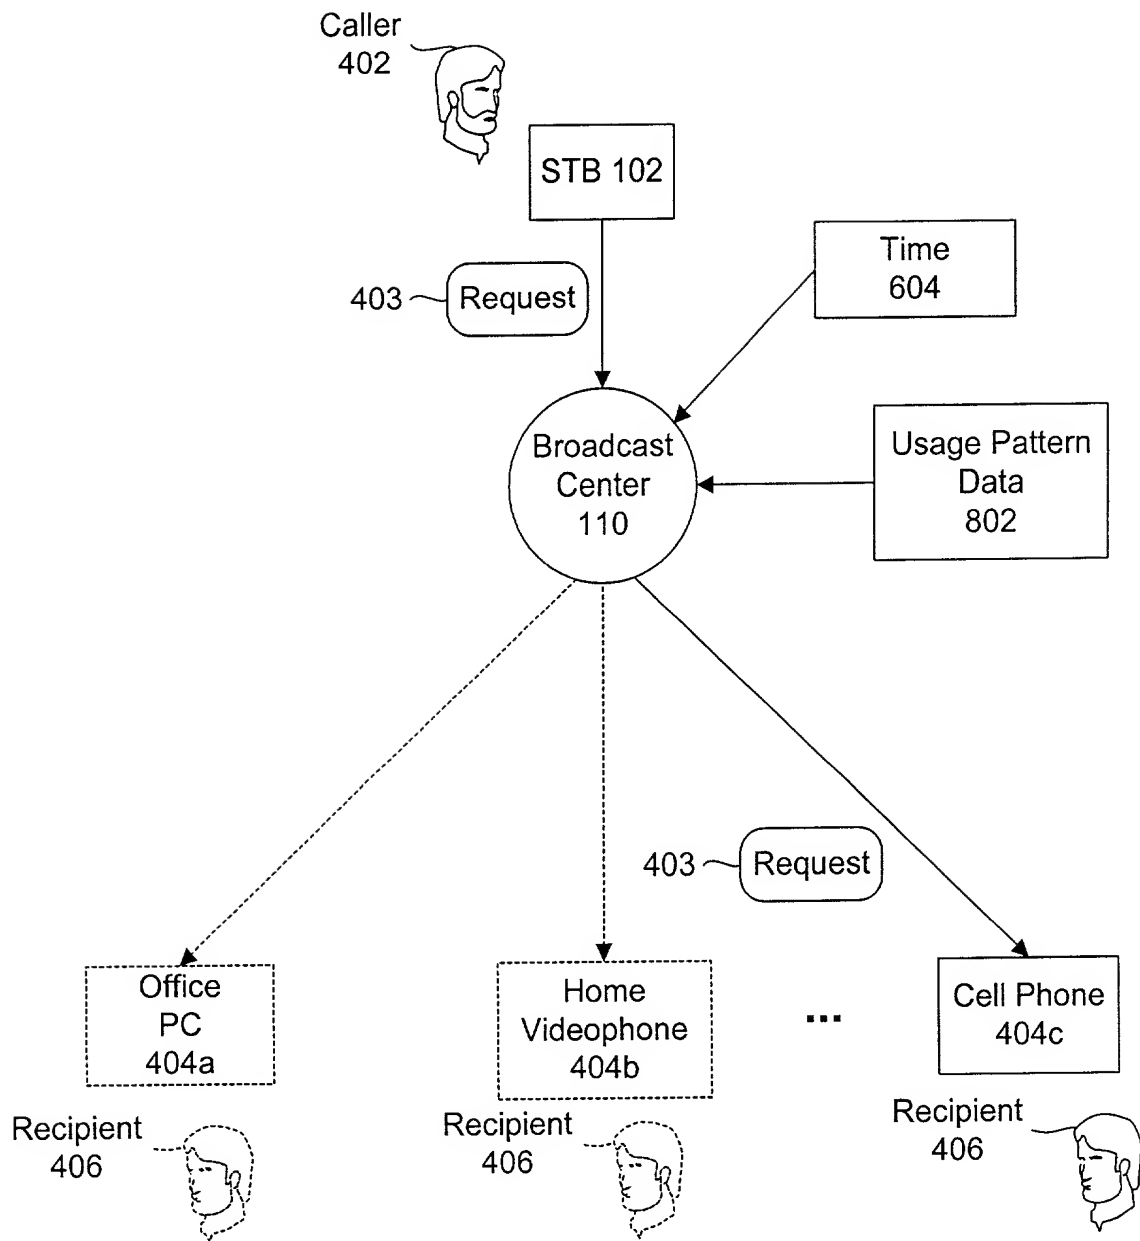 Caller
402
STB 102
Time
604
403
Request
Broadcast
Center
110
Usage Pattern
Data
802
403
Request
Office
PC
404a
Home
Videophone
404b
...
Cell Phone
404c
Recipient
406
Recipient
406
Recipient
406